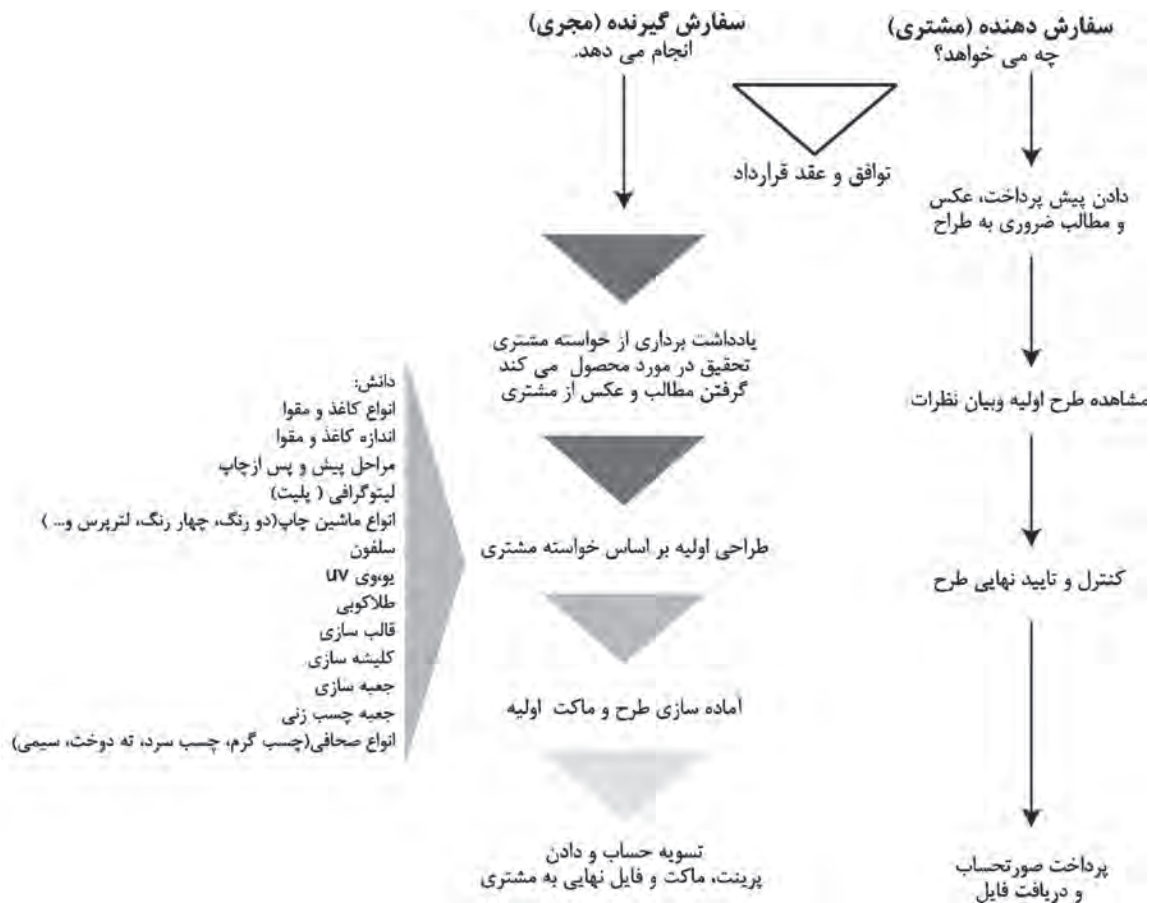 سفارش دهنده (مشتری)
چه می خواهد؟
دادن پیش پرداخت، عکس
و مطالب ضروری به طراح
مشاهده طرح اولیه وبیان نظرات
کنترل و تایید نهایی طرح
پرداخت صورتحساب
و دریافت فایل
توافق و عقد قرارداد
سفارش گیرنده (مجری)
انجام می دهد.
یادداشت برداری از خواسته مشتری
تحقیق در مورد محصول می کند
گرفتن مطالب و عکس از مشتری
طراحی اولیه بر اساس خواسته مشتری
آماده سازی طرح و ماکت اولیه
تسویه حساب و دادن
پرینت، ماکت و فایل نهایی به مشتری
دانش:
انواع کاغذ و مقوا
اندازه کاغذ و مقوا
مراحل پیش و پس ازچاپ
لیتوگرافی ( پلیت)
انواع ماشین چاپ(دو رنگ، چهار رنگ، لترپرس و... )
سلفون
یو،وی uv
طلاکوبی
قالب سازی
کلیشه سازی
جعبه سازی
جعبه چسب زنی
انواع صحافی(چسب گرم، چسب سرد، ته دوخت، سیمی)